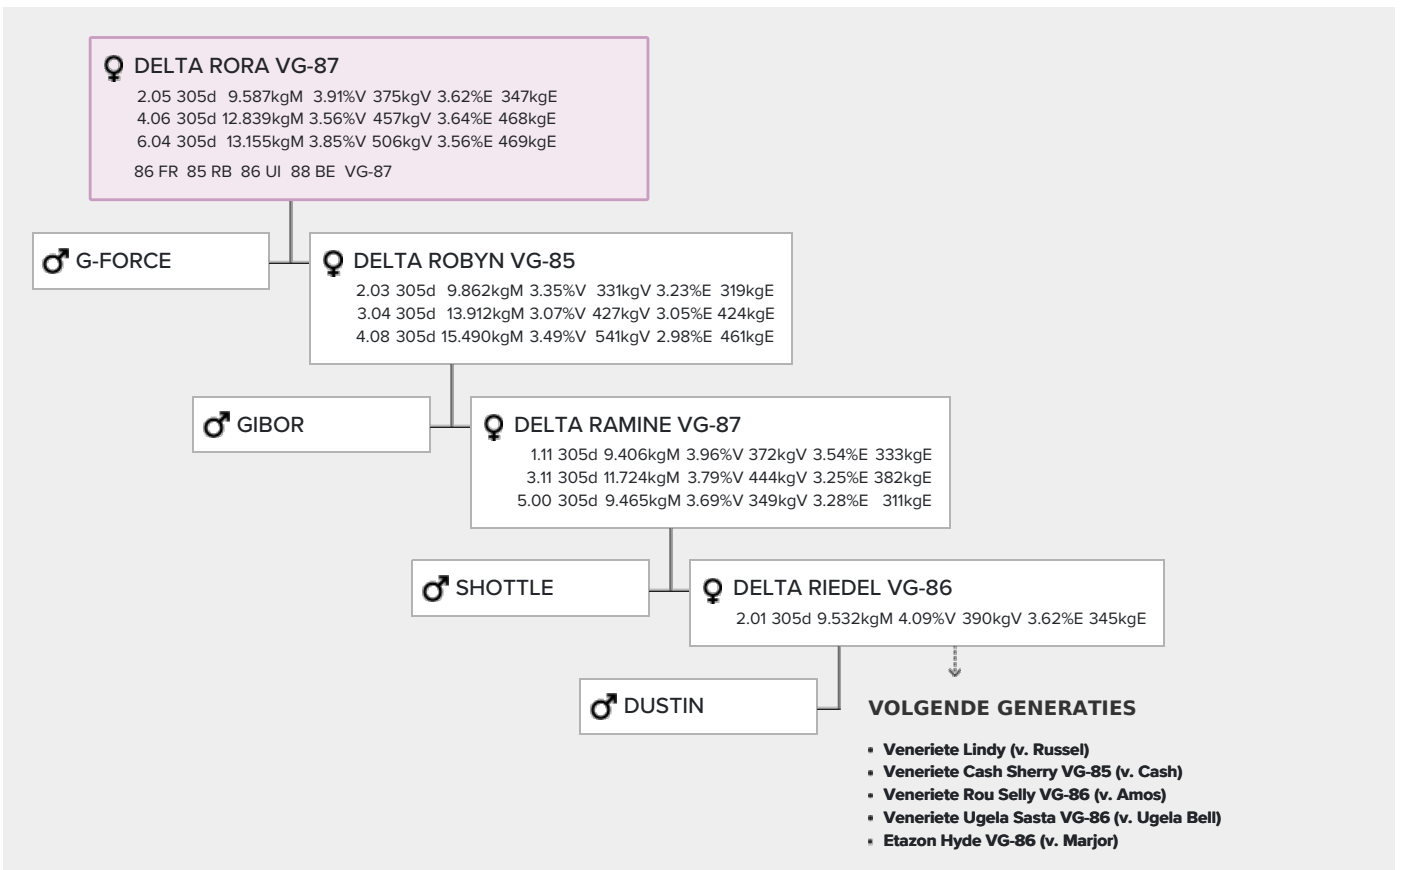 DELTA RORA VG-87
2.05 305d 9.587kgM 3.91%V 375kgV 3.62%E 347kgE
4.06 305d 12.839kgM 3.56%V 457kgV 3.64%E 468kgE
6.04 305d 13.155kgM 3.85%V 506kgV 3.56%E 469kgE
86 FR 85 RB 86 UI 88 BE VG-87
G-FORCE
DELTA ROBYN VG-85
2.03 305d 9.862kgM 3.35%V 331kgV 3.23%E 319kgE
3.04 305d 13.912kgM 3.07%V 427kgV 3.05%E 424kgE
4.08 305d 15.490kgM 3.49%V 541kgV 2.98%E 461kgE
GIBOR
DELTA RAMINE VG-87
1.11 305d 9.406kgM 3.96%V 372kgV 3.54%E 333kgE
3.11 305d 11.724kgM 3.79%V 444kgV 3.25%E 382kgE
5.00 305d 9.465kgM 3.69%V 349kgV 3.28%E 311kgE
SHOTTLE
DELTA RIEDEL VG-86
2.01 305d 9.532kgM 4.09%V 390kgV 3.62%E 345kgE
DUSTIN
VOLGENDE GENERATIES
• Veneriete Lindy (v. Russel)
• Veneriete Cash Sherry VG-85 (v. Cash)
• Veneriete Rou Selly VG-86 (v. Amos)
• Veneriete Ugela Sasta VG-86 (v. Ugela Bell)
• Etazon Hyde VG-86 (v. Marjor)